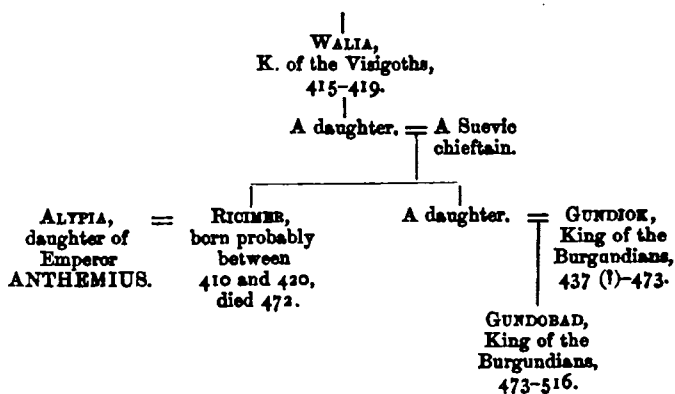 WALIA,
K. of the Visigoths,
415–419.
A daughter. = A Suevic
chieftain.
ALYPIA,
daughter of
Emperor
ANTHEMIUS.
=
RICIMER,
born probably
between
410 and 420,
died 472.
A daughter.
=
GUNDIOK,
King of the
Burgundians,
437 (?)–473.
GUNDOBAD,
King of the
Burgundians,
473–516.